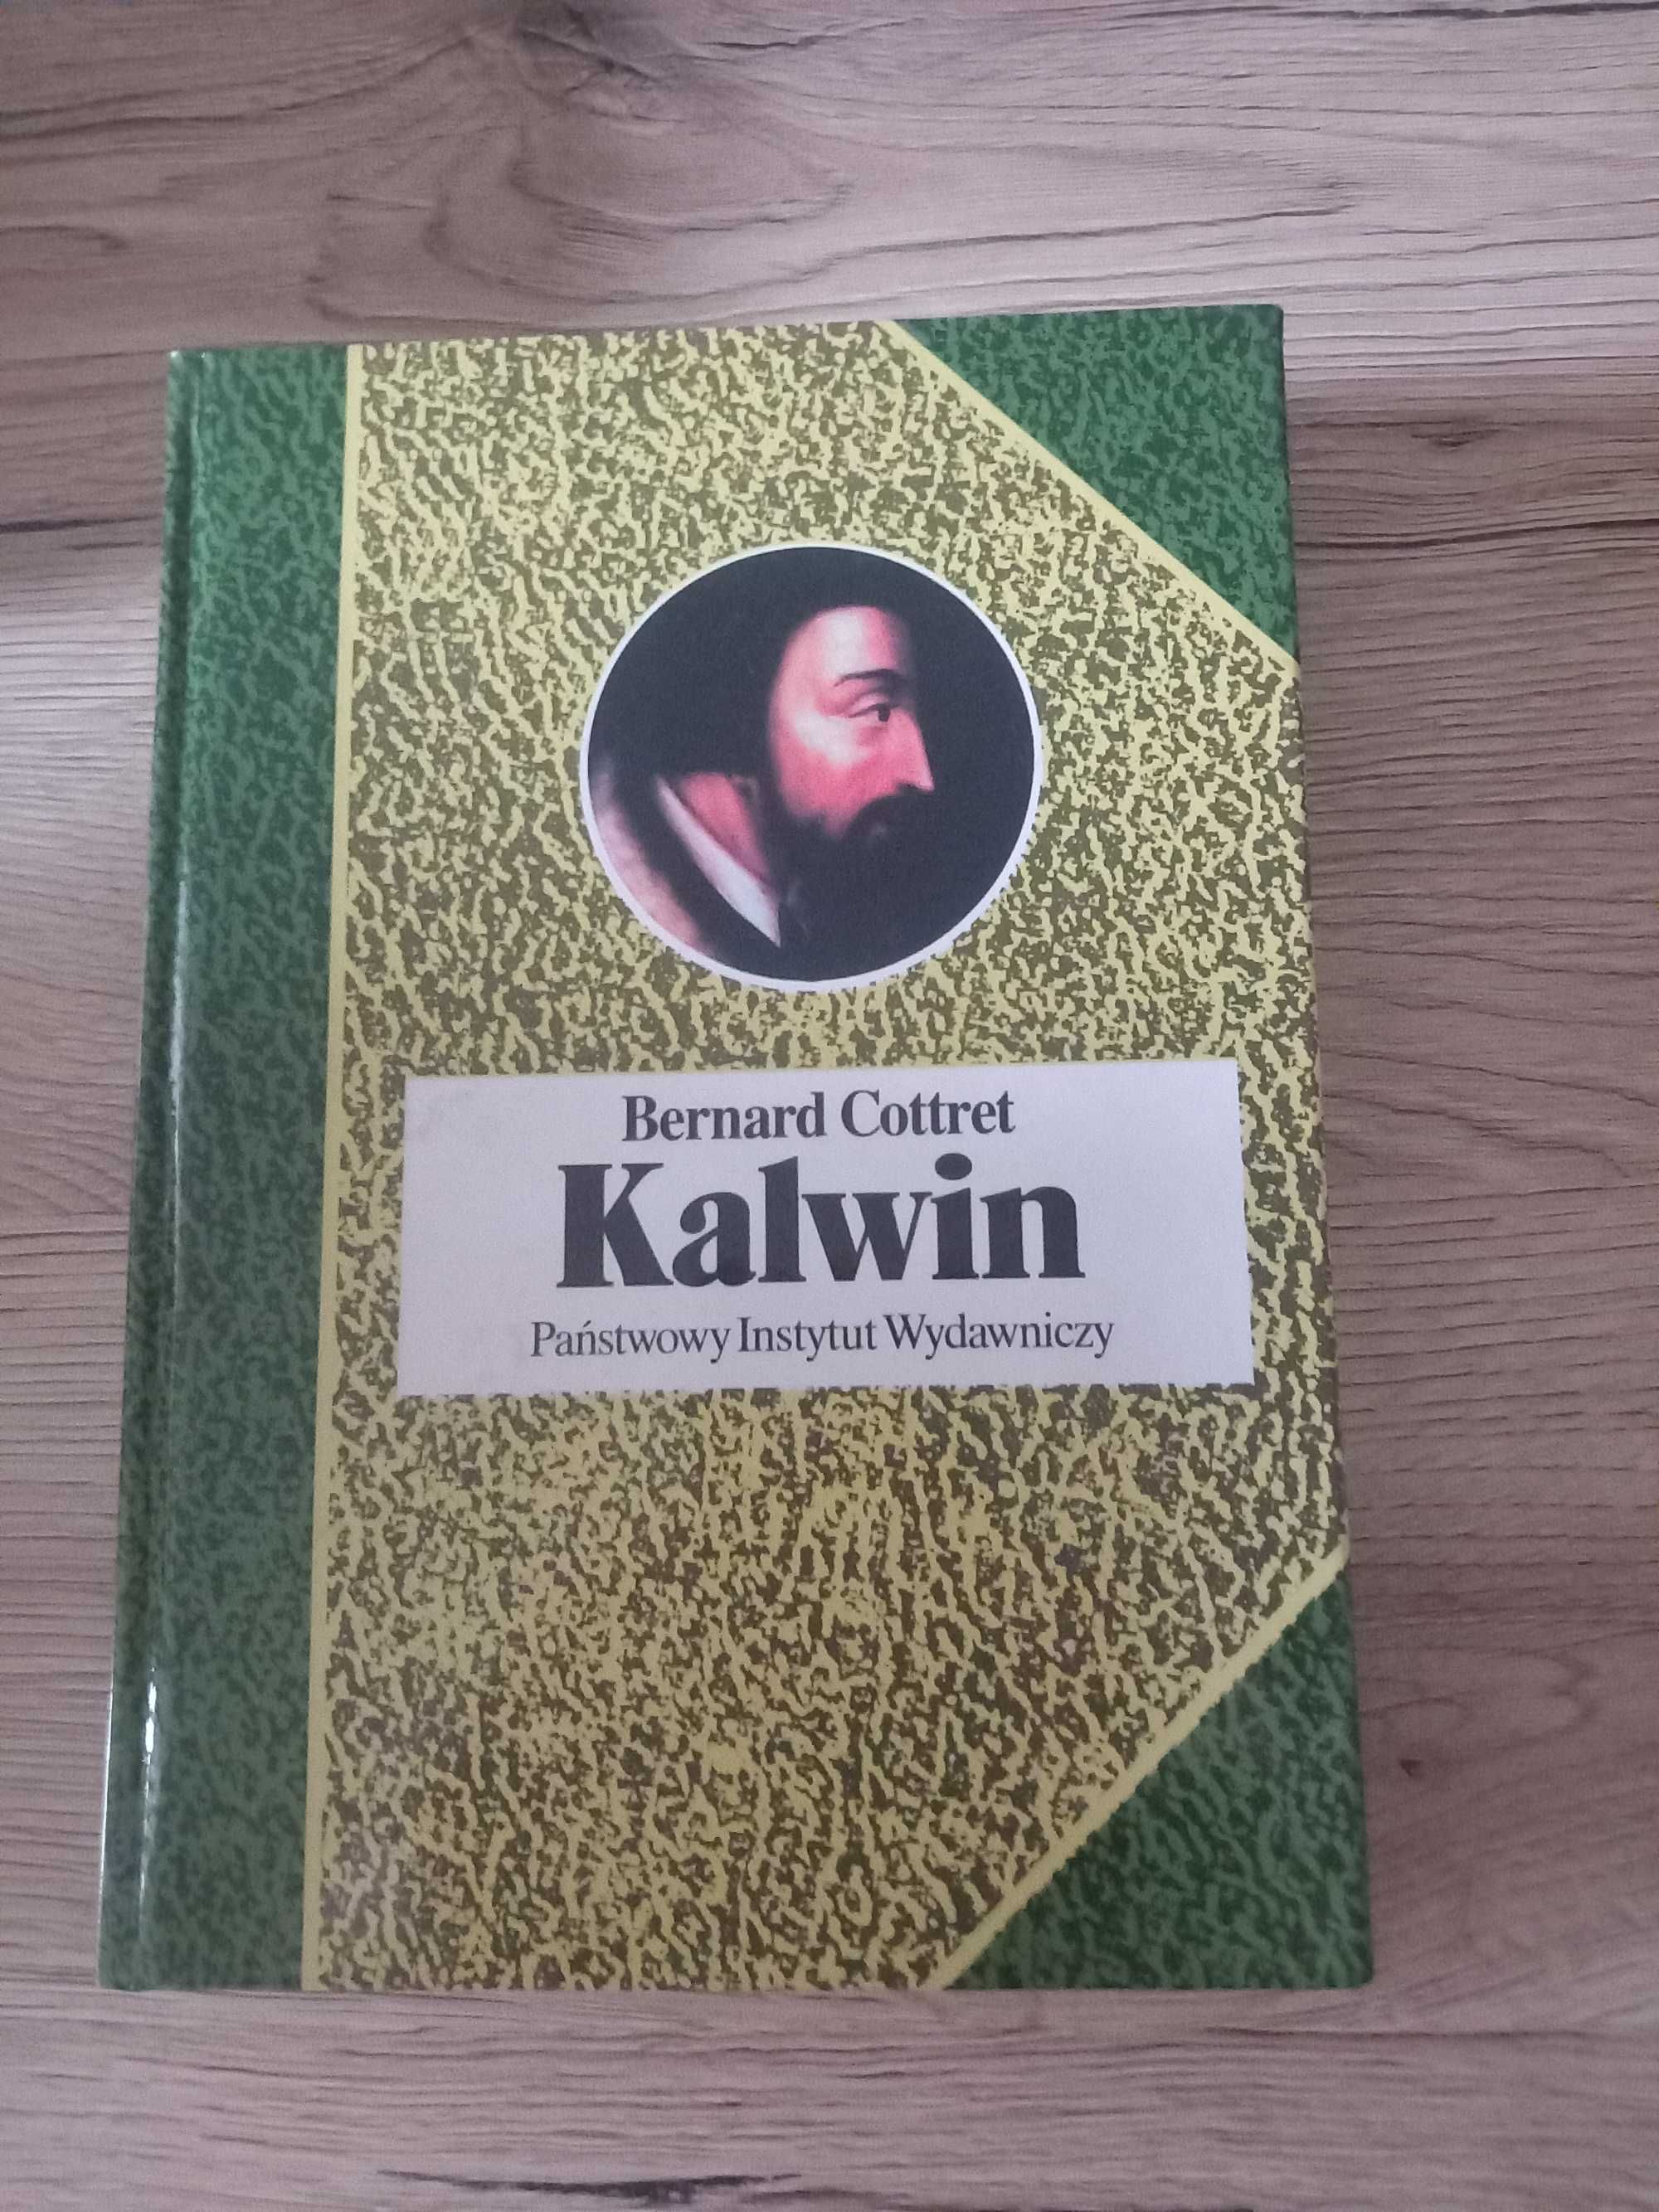 Bernard Cottret
Kalwin
Państwowy Instytut Wydawniczy